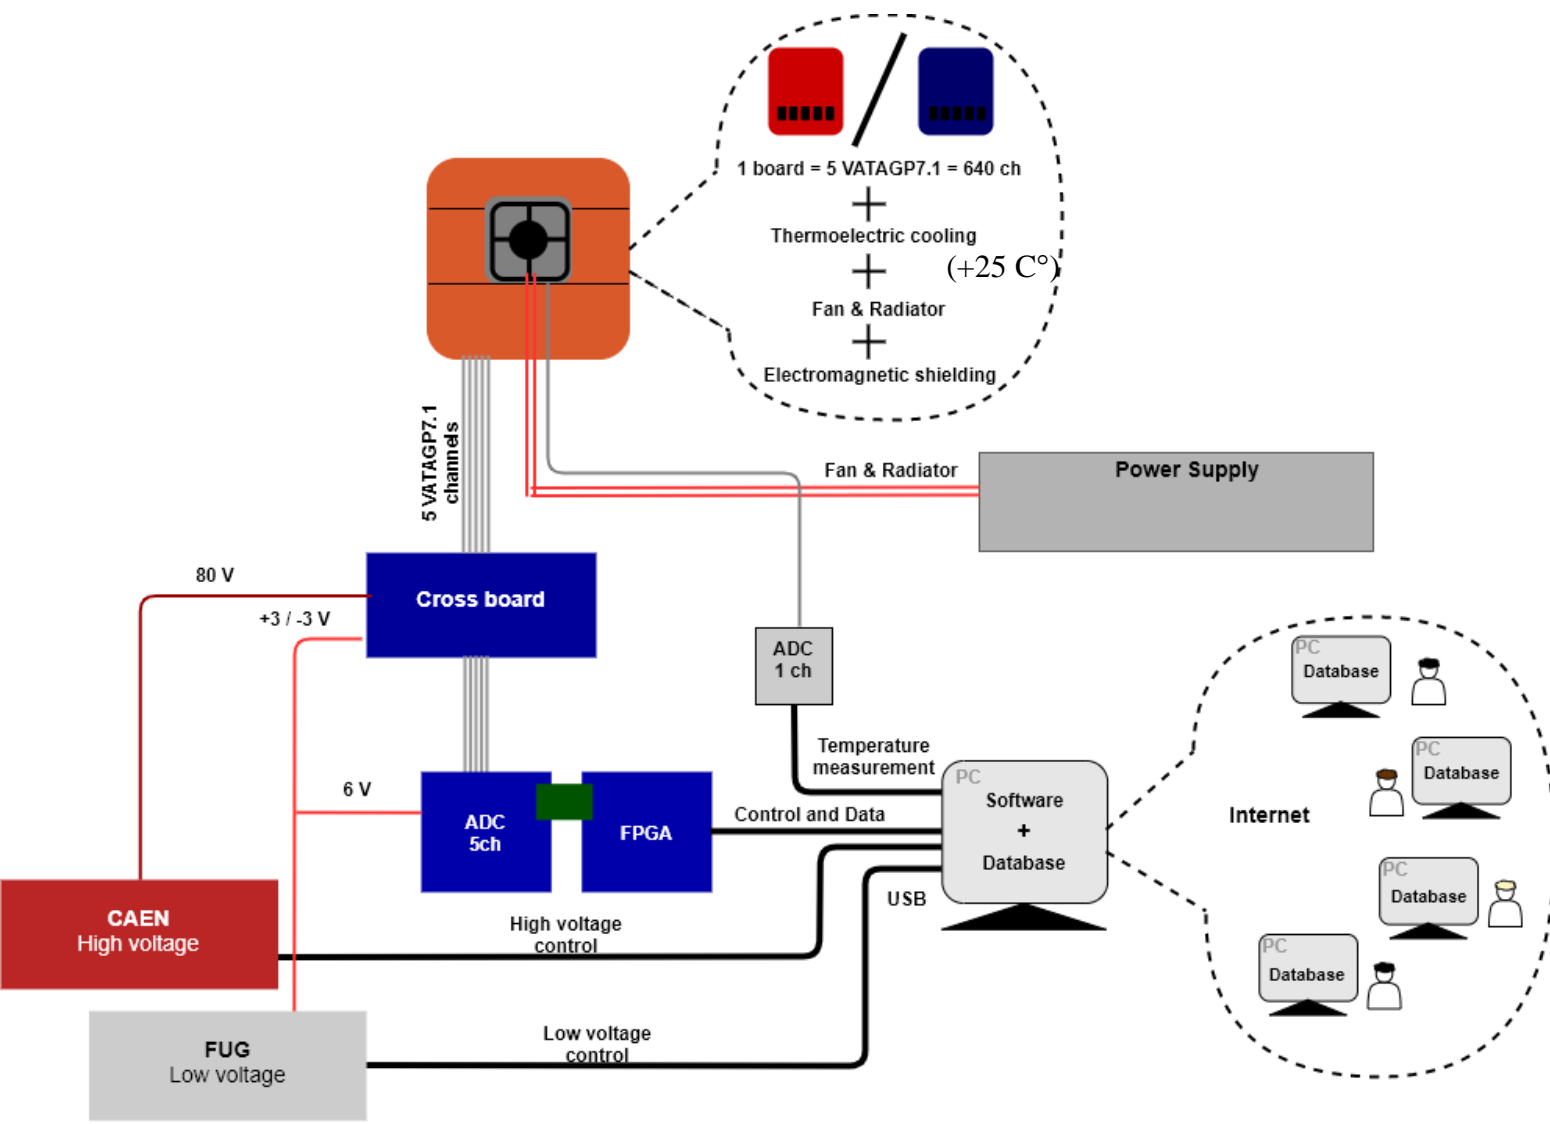 1 board = 5 VATAGP7.1 = 640 ch
Thermoelectric cooling
(+25 C°)
Fan & Radiator
Electromagnetic shielding
5 VATAGP7.1
channels
Fan & Radiator
Power Supply
80 V
+3 / -3 V
Cross board
ADC
1 ch
Temperature
measurement
6 V
ADC
5ch
FPGA
Control and Data
PC
Software
+
Database
USB
CAEN
High voltage
High voltage
control
FUG
Low voltage
Low voltage
control
Internet
PC
Database
PC
Database
PC
Database
PC
Database